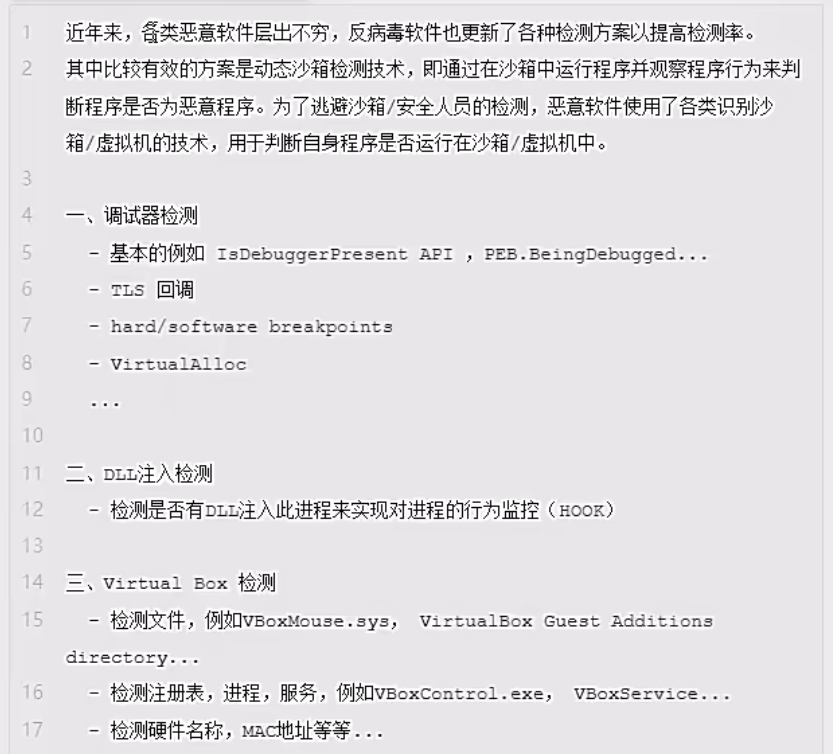 1 近年来，各类恶意软件层出不穷，反病毒软件也更新了各种检测方案以提高检测率。
2 其中比较有效的方案是动态沙箱检测技术，即通过在沙箱中运行程序并观察程序行为来判
断程序是否为恶意程序。为了逃避沙箱/安全人员的检测，恶意软件使用了各类识别沙
箱/虚拟机的技术，用于判断自身程序是否运行在沙箱/虚拟机中。
3
4 一、调试器检测
5 - 基本的例如 IsDebuggerPresent API ，PEB.BeingDebugged...
6 - TLS 回调
7 - hard/software breakpoints
8 - VirtualAlloc
9 ...
10
11 二、DLL注入检测
12 - 检测是否有DLL注入此进程来实现对进程的行为监控（HOOK）
13
14 三、Virtual Box 检测
15 - 检测文件，例如VBoxMouse.sys， VirtualBox Guest Additions
directory...
16 - 检测注册表，进程，服务，例如VBoxControl.exe， VBoxService...
17 - 检测硬件名称，MAC地址等等...